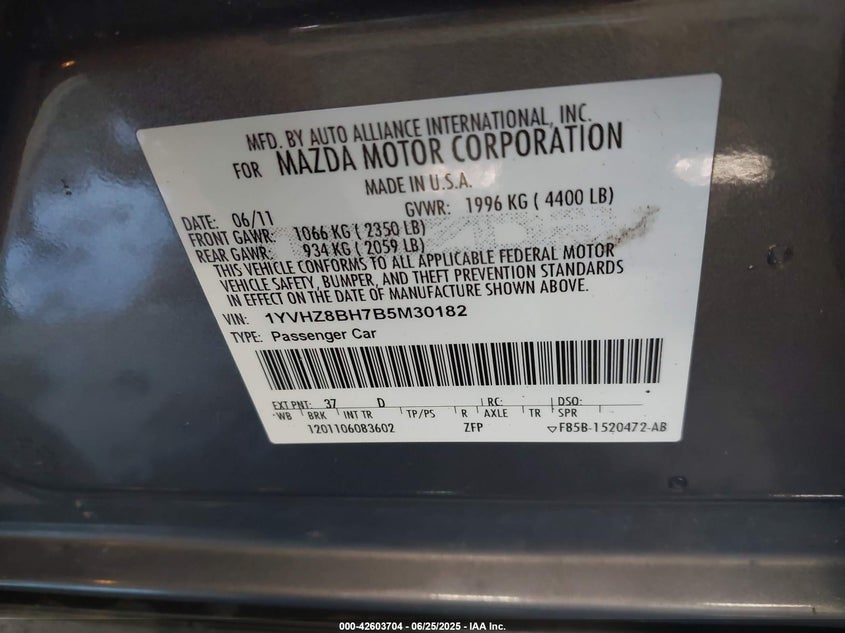 MFD. BY AUTO ALLIANCE INTERNATIONAL, INC.
FOR MAZDA MOTOR CORPORATION
MADE IN U.S.A.
DATE: 06/11 GVWR: 1996 KG ( 4400 LB)
FRONT GAWR: 1066 KG ( 2350 LB)
REAR GAWR: 934 KG ( 2059 LB)
THIS VEHICLE CONFORMS TO ALL APPLICABLE FEDERAL MOTOR
VEHICLE SAFETY, BUMPER, AND THEFT PREVENTION STANDARDS
IN EFFECT ON THE DATE OF MANUFACTURE SHOWN ABOVE.
VIN: 1YVHZ8BH7B5M30182
TYPE: Passenger Car
EXT PNT: 37 D RC: DSO:
WB BRK INT TR TP/PS R AXLE TR SPR
1201106083602 ZFP F85B-1520472-AB
000-42603704 - 06/25/2025 - IAA Inc.